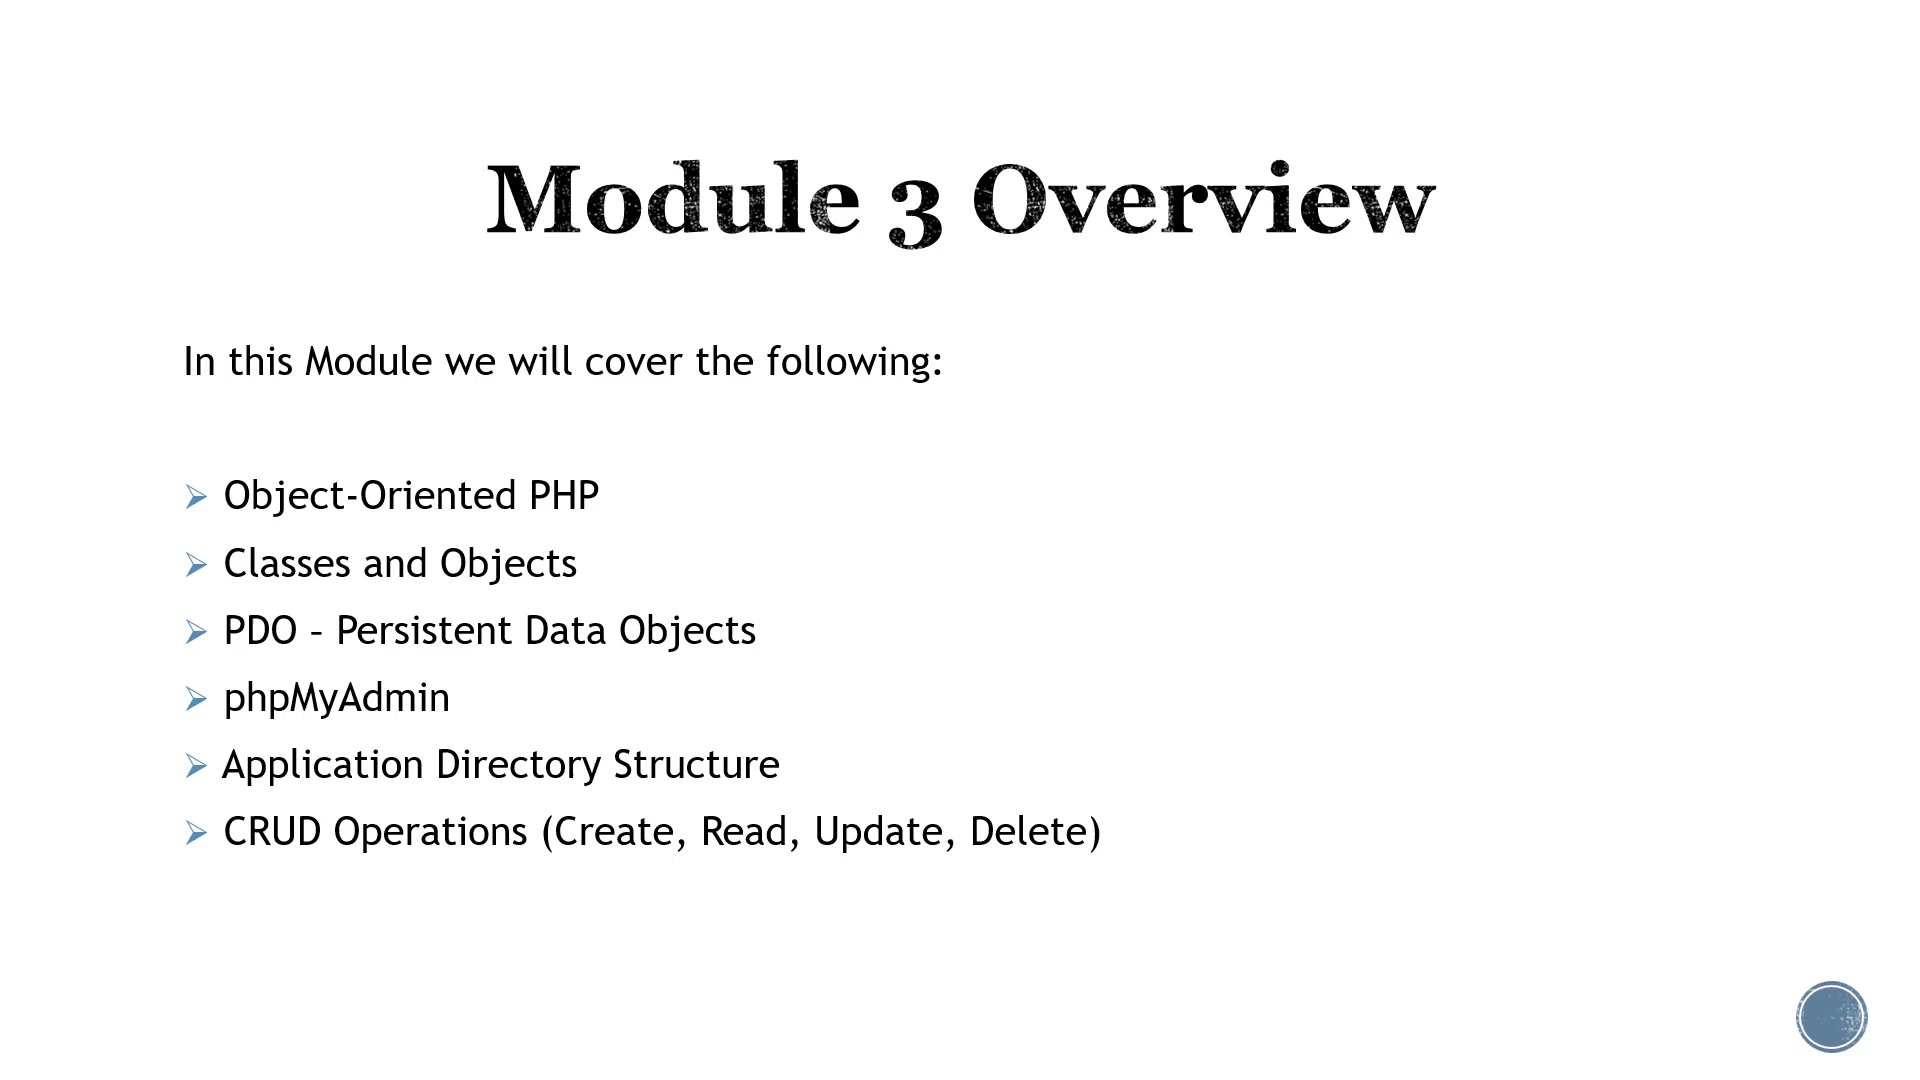 Module 3 Overview
In this Module we will cover the following:
➢ Object-Oriented PHP
➢ Classes and Objects
➢ PDO – Persistent Data Objects
➢ phpMyAdmin
➢ Application Directory Structure
➢ CRUD Operations (Create, Read, Update, Delete)